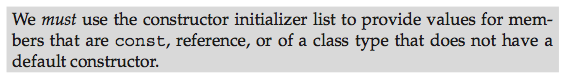 We must use the constructor initializer list to provide values for mem-
bers that are const, reference, or of a class type that does not have a
default constructor.